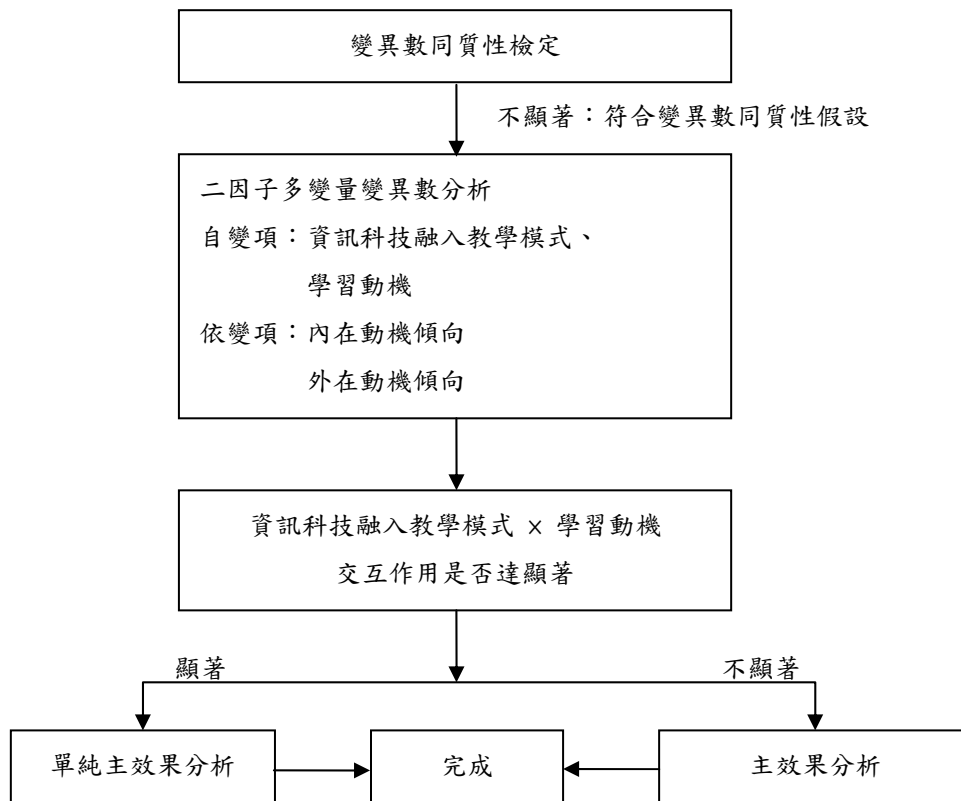 變異數同質性檢定
不顯著：符合變異數同質性假設
二因子多變量變異數分析
自變項：資訊科技融入教學模式、
學習動機
依變項：內在動機傾向
外在動機傾向
資訊科技融入教學模式 × 學習動機
交互作用是否達顯著
顯著
不顯著
單純主效果分析
完成
主效果分析